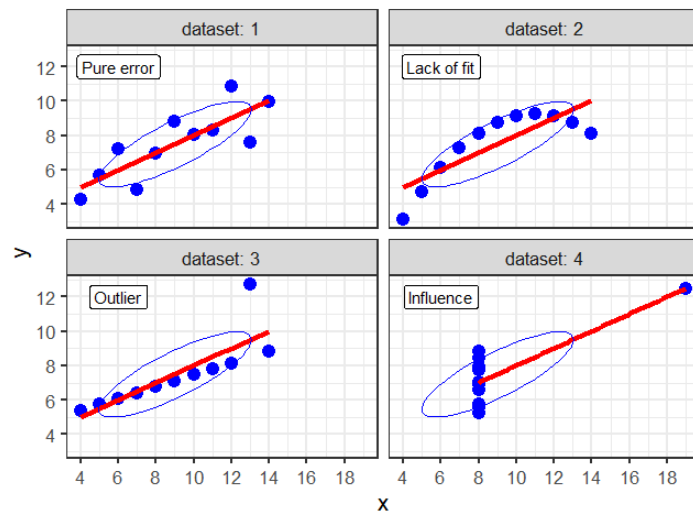 dataset: 1
dataset: 2
Pure error
Lack of fit
12
10
8
6
4
dataset: 3
dataset: 4
Outlier
Influence
12
10
8
6
4
y
4 6 8 10 12 14 16 18
4 6 8 10 12 14 16 18
x